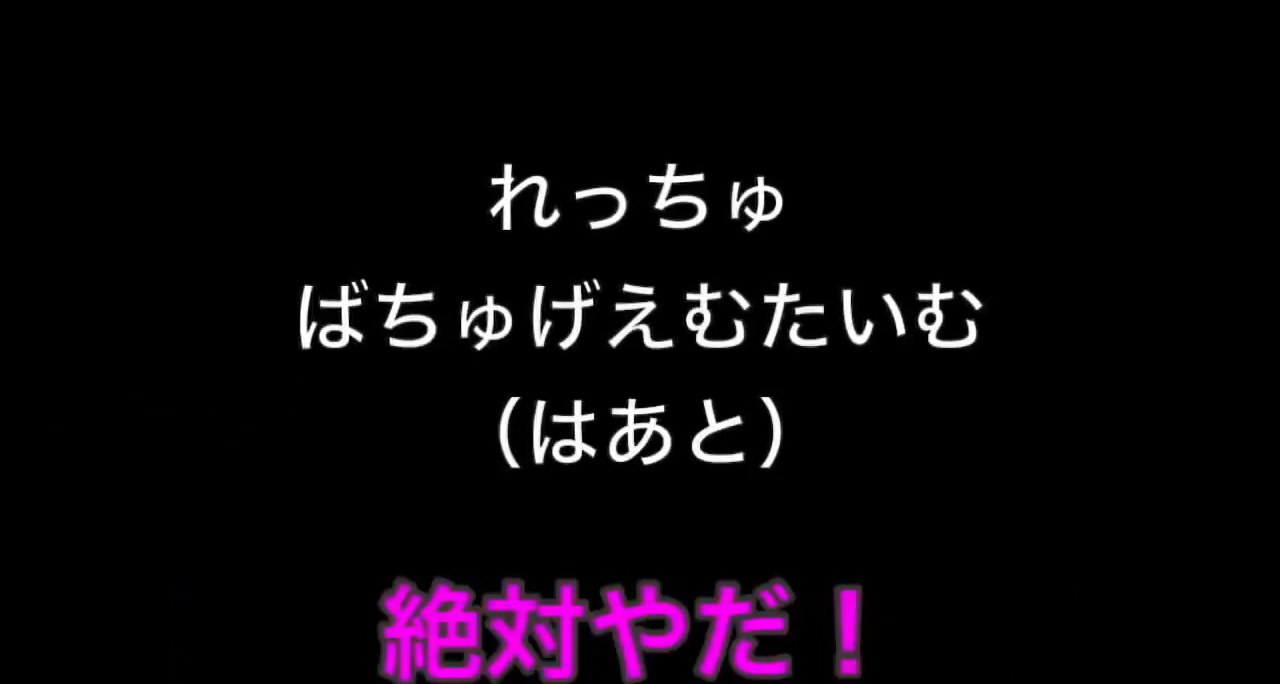 れっちゅ
ばちゅげえむたいむ
（はあと）
絶対やだ！